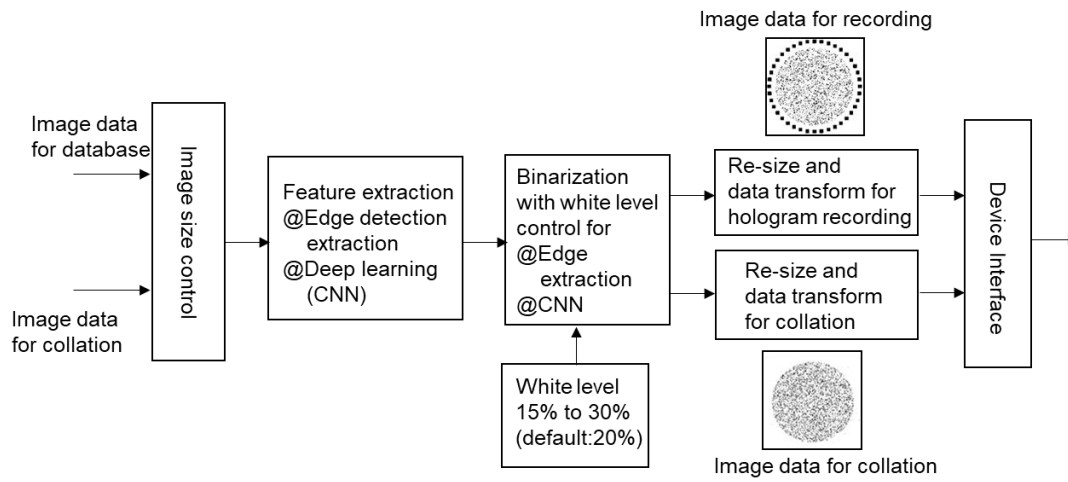 Image data for recording
Image data
for database
Image data
for collation
Image size control
Feature extraction
@Edge detection
extraction
@Deep learning
(CNN)
Binarization
with white level
control for
@Edge
extraction
@CNN
White level
15% to 30%
(default:20%)
Re-size and
data transform for
hologram recording
Re-size and
data transform
for collation
Image data for collation
Device Interface